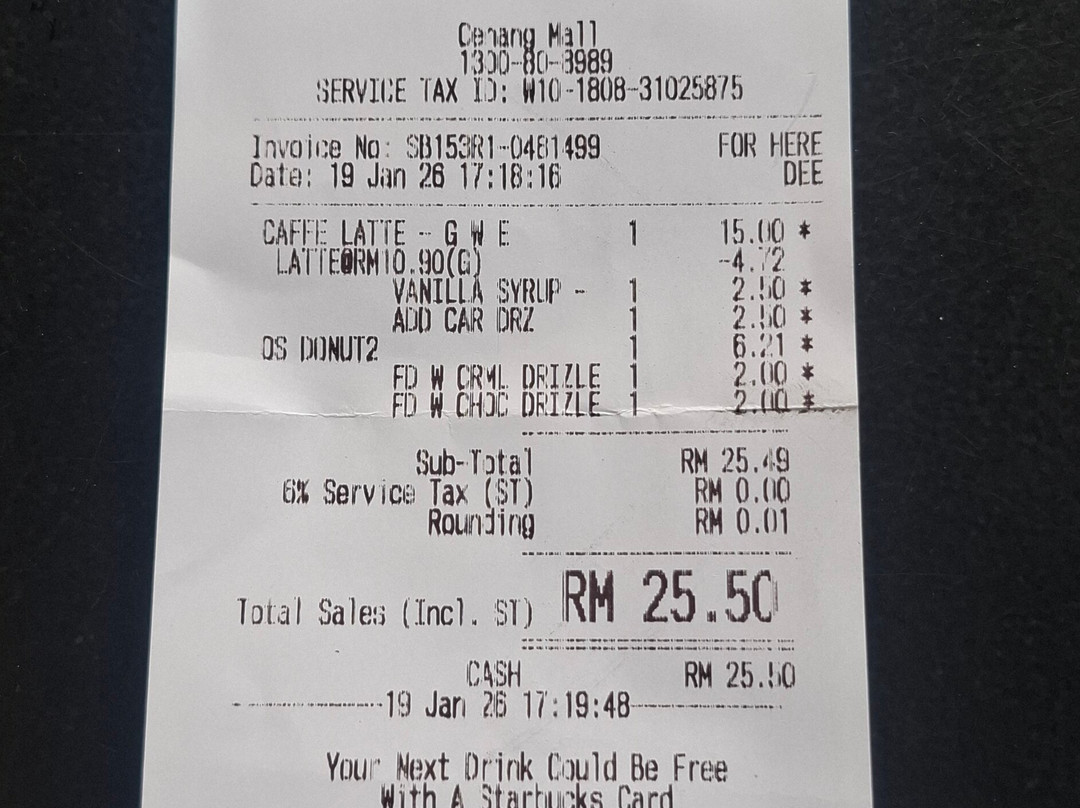 Cenang Mall
1300-80-8989
SERVICE TAX ID: W10-1808-31025875
Invoice No: SB153R1-0481499 FOR HERE
Date: 19 Jan 26 17:18:16 DEE
CAFFE LATTE - G W E 1 15.00 *
LATTE@RM10.90(G) -4.72
VANILLA SYRUP - 1 2.50 *
ADD CAR DRZ 1 2.50 *
OS DONUT2 1 6.21 *
FD W CRML DRIZLE 1 2.00 *
FD W CHOC DRIZLE 1 2.00 *
Sub-Total RM 25.49
6% Service Tax (ST) RM 0.00
Rounding RM 0.01
Total Sales (Incl. ST) RM 25.50
CASH RM 25.50
19 Jan 26 17:19:48
Your Next Drink Could Be Free
With A Starbucks Card